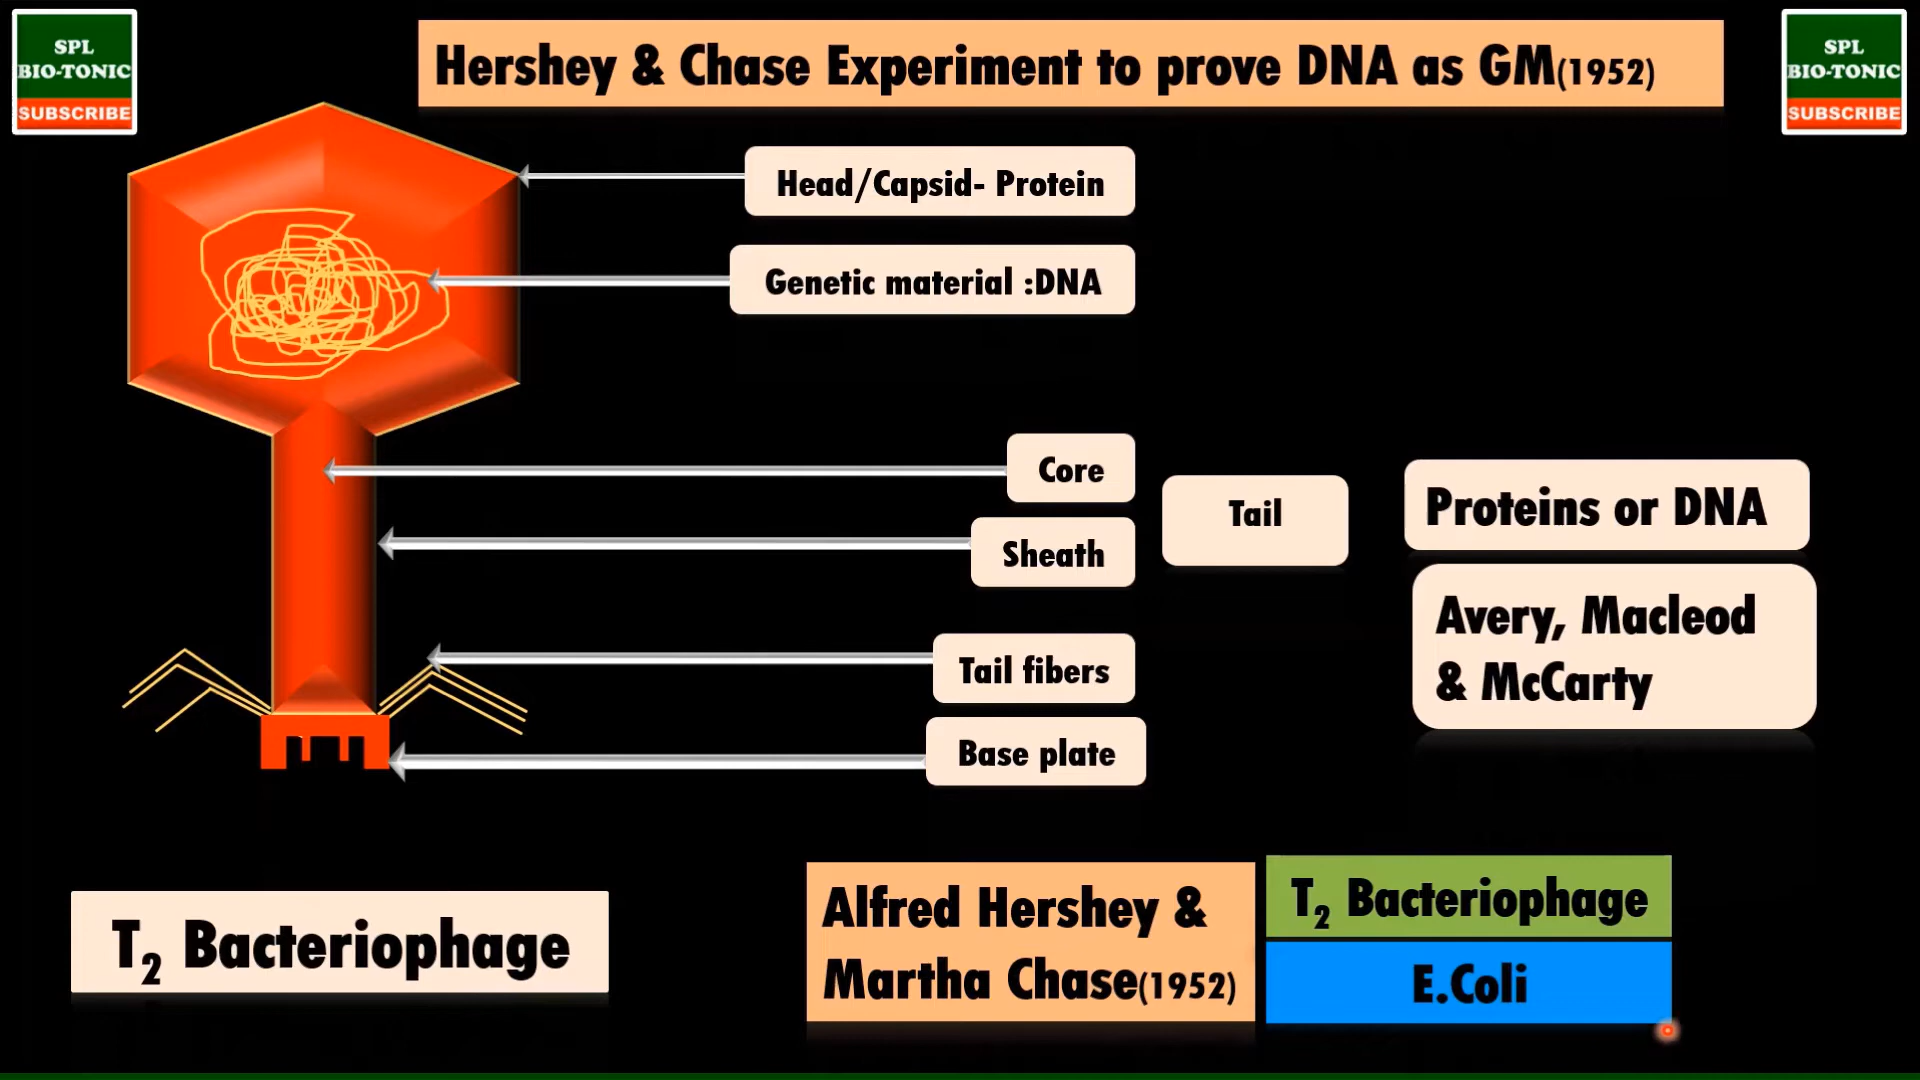 SPL
BIO-TONIC
SUBSCRIBE
Hershey & Chase Experiment to prove DNA as GM(1952)
SPL
BIO-TONIC
SUBSCRIBE
Head/Capsid- Protein
Genetic material :DNA
Core
Sheath
Tail
Proteins or DNA
Avery, Macleod
& McCarty
Tail fibers
Base plate
T2 Bacteriophage
Alfred Hershey &
Martha Chase(1952)
T2 Bacteriophage
E.Coli